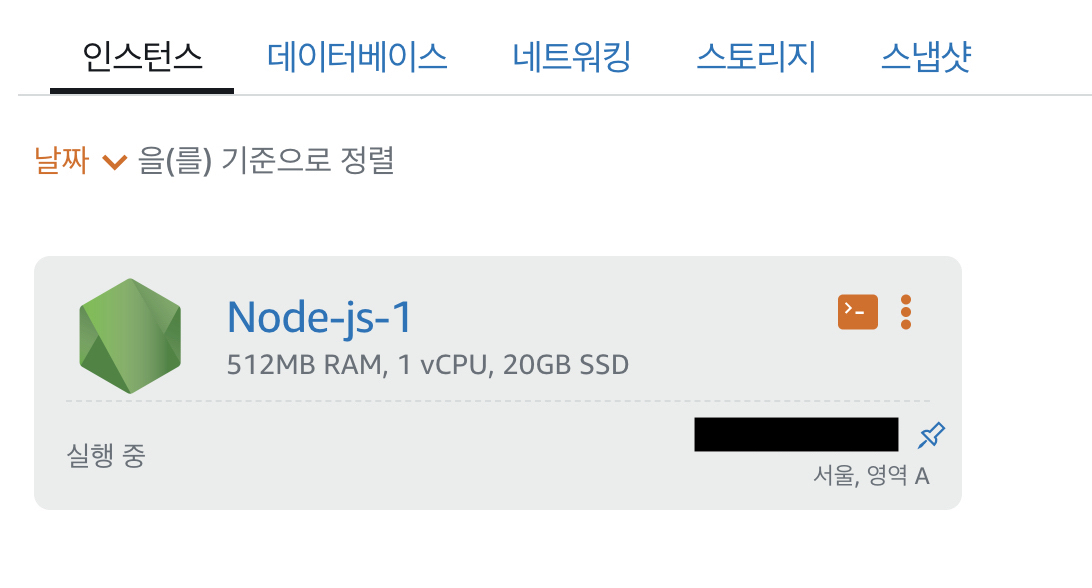 인스턴스 데이터베이스 네트워킹 스토리지 스냅샷
날짜 을(를) 기준으로 정렬
Node-js-1
512MB RAM, 1 vCPU, 20GB SSD
실행 중
서울, 영역 A